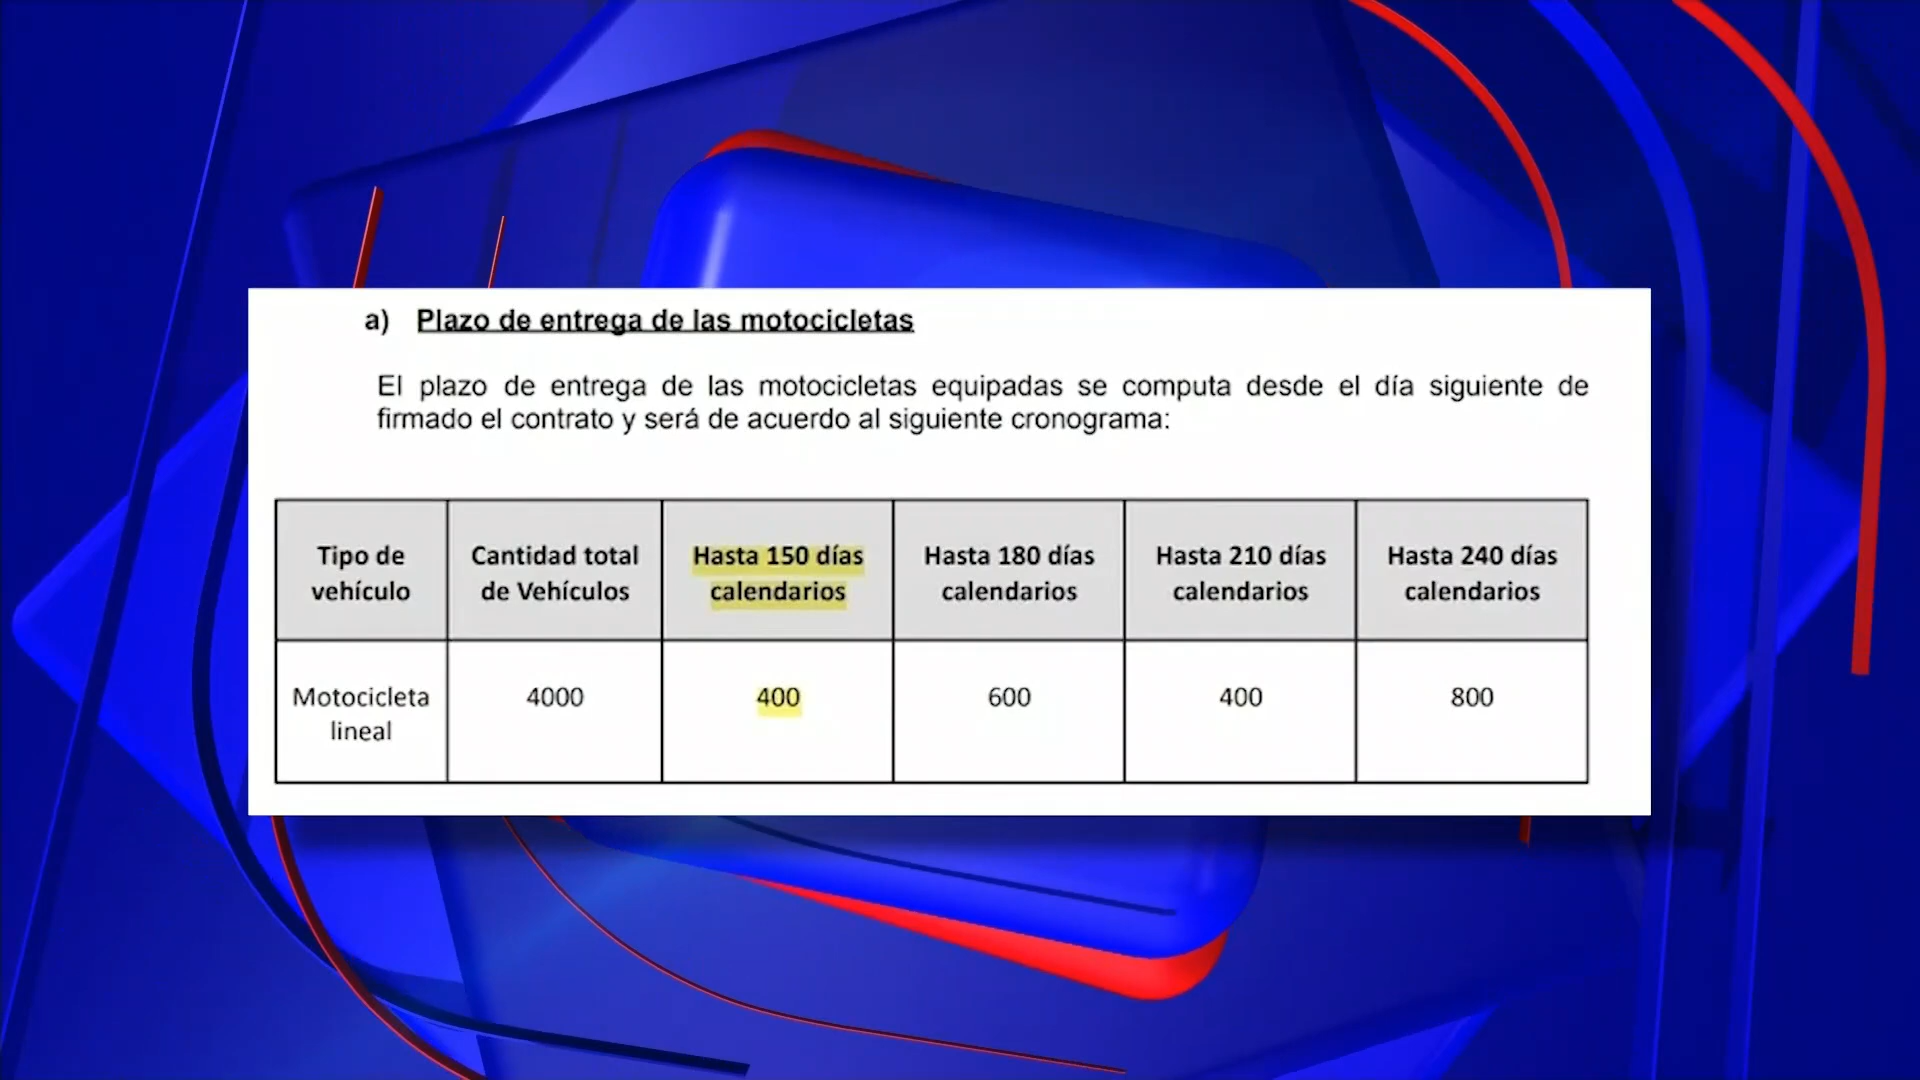 a) Plazo de entrega de las motocicletas
El plazo de entrega de las motocicletas equipadas se computa desde el día siguiente de
firmado el contrato y será de acuerdo al siguiente cronograma:
Tipo de vehículo
Cantidad total de Vehículos
Hasta 150 días calendarios
Hasta 180 días calendarios
Hasta 210 días calendarios
Hasta 240 días calendarios
Motocicleta lineal
4000
400
600
400
800